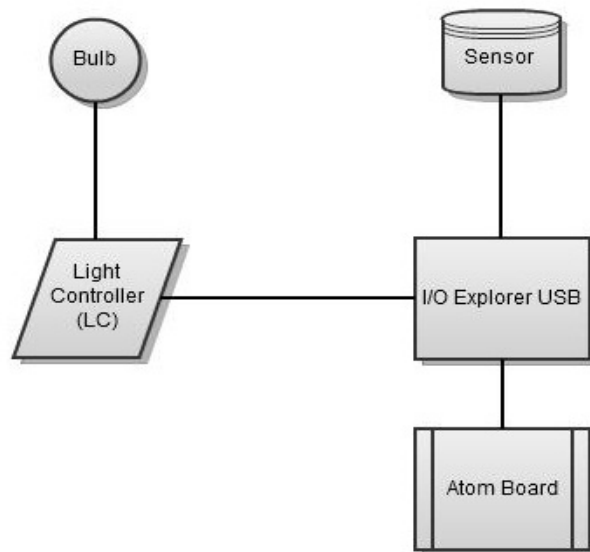 Bulb
Sensor
Light
Controller
(LC)
I/O Explorer USB
Atom Board